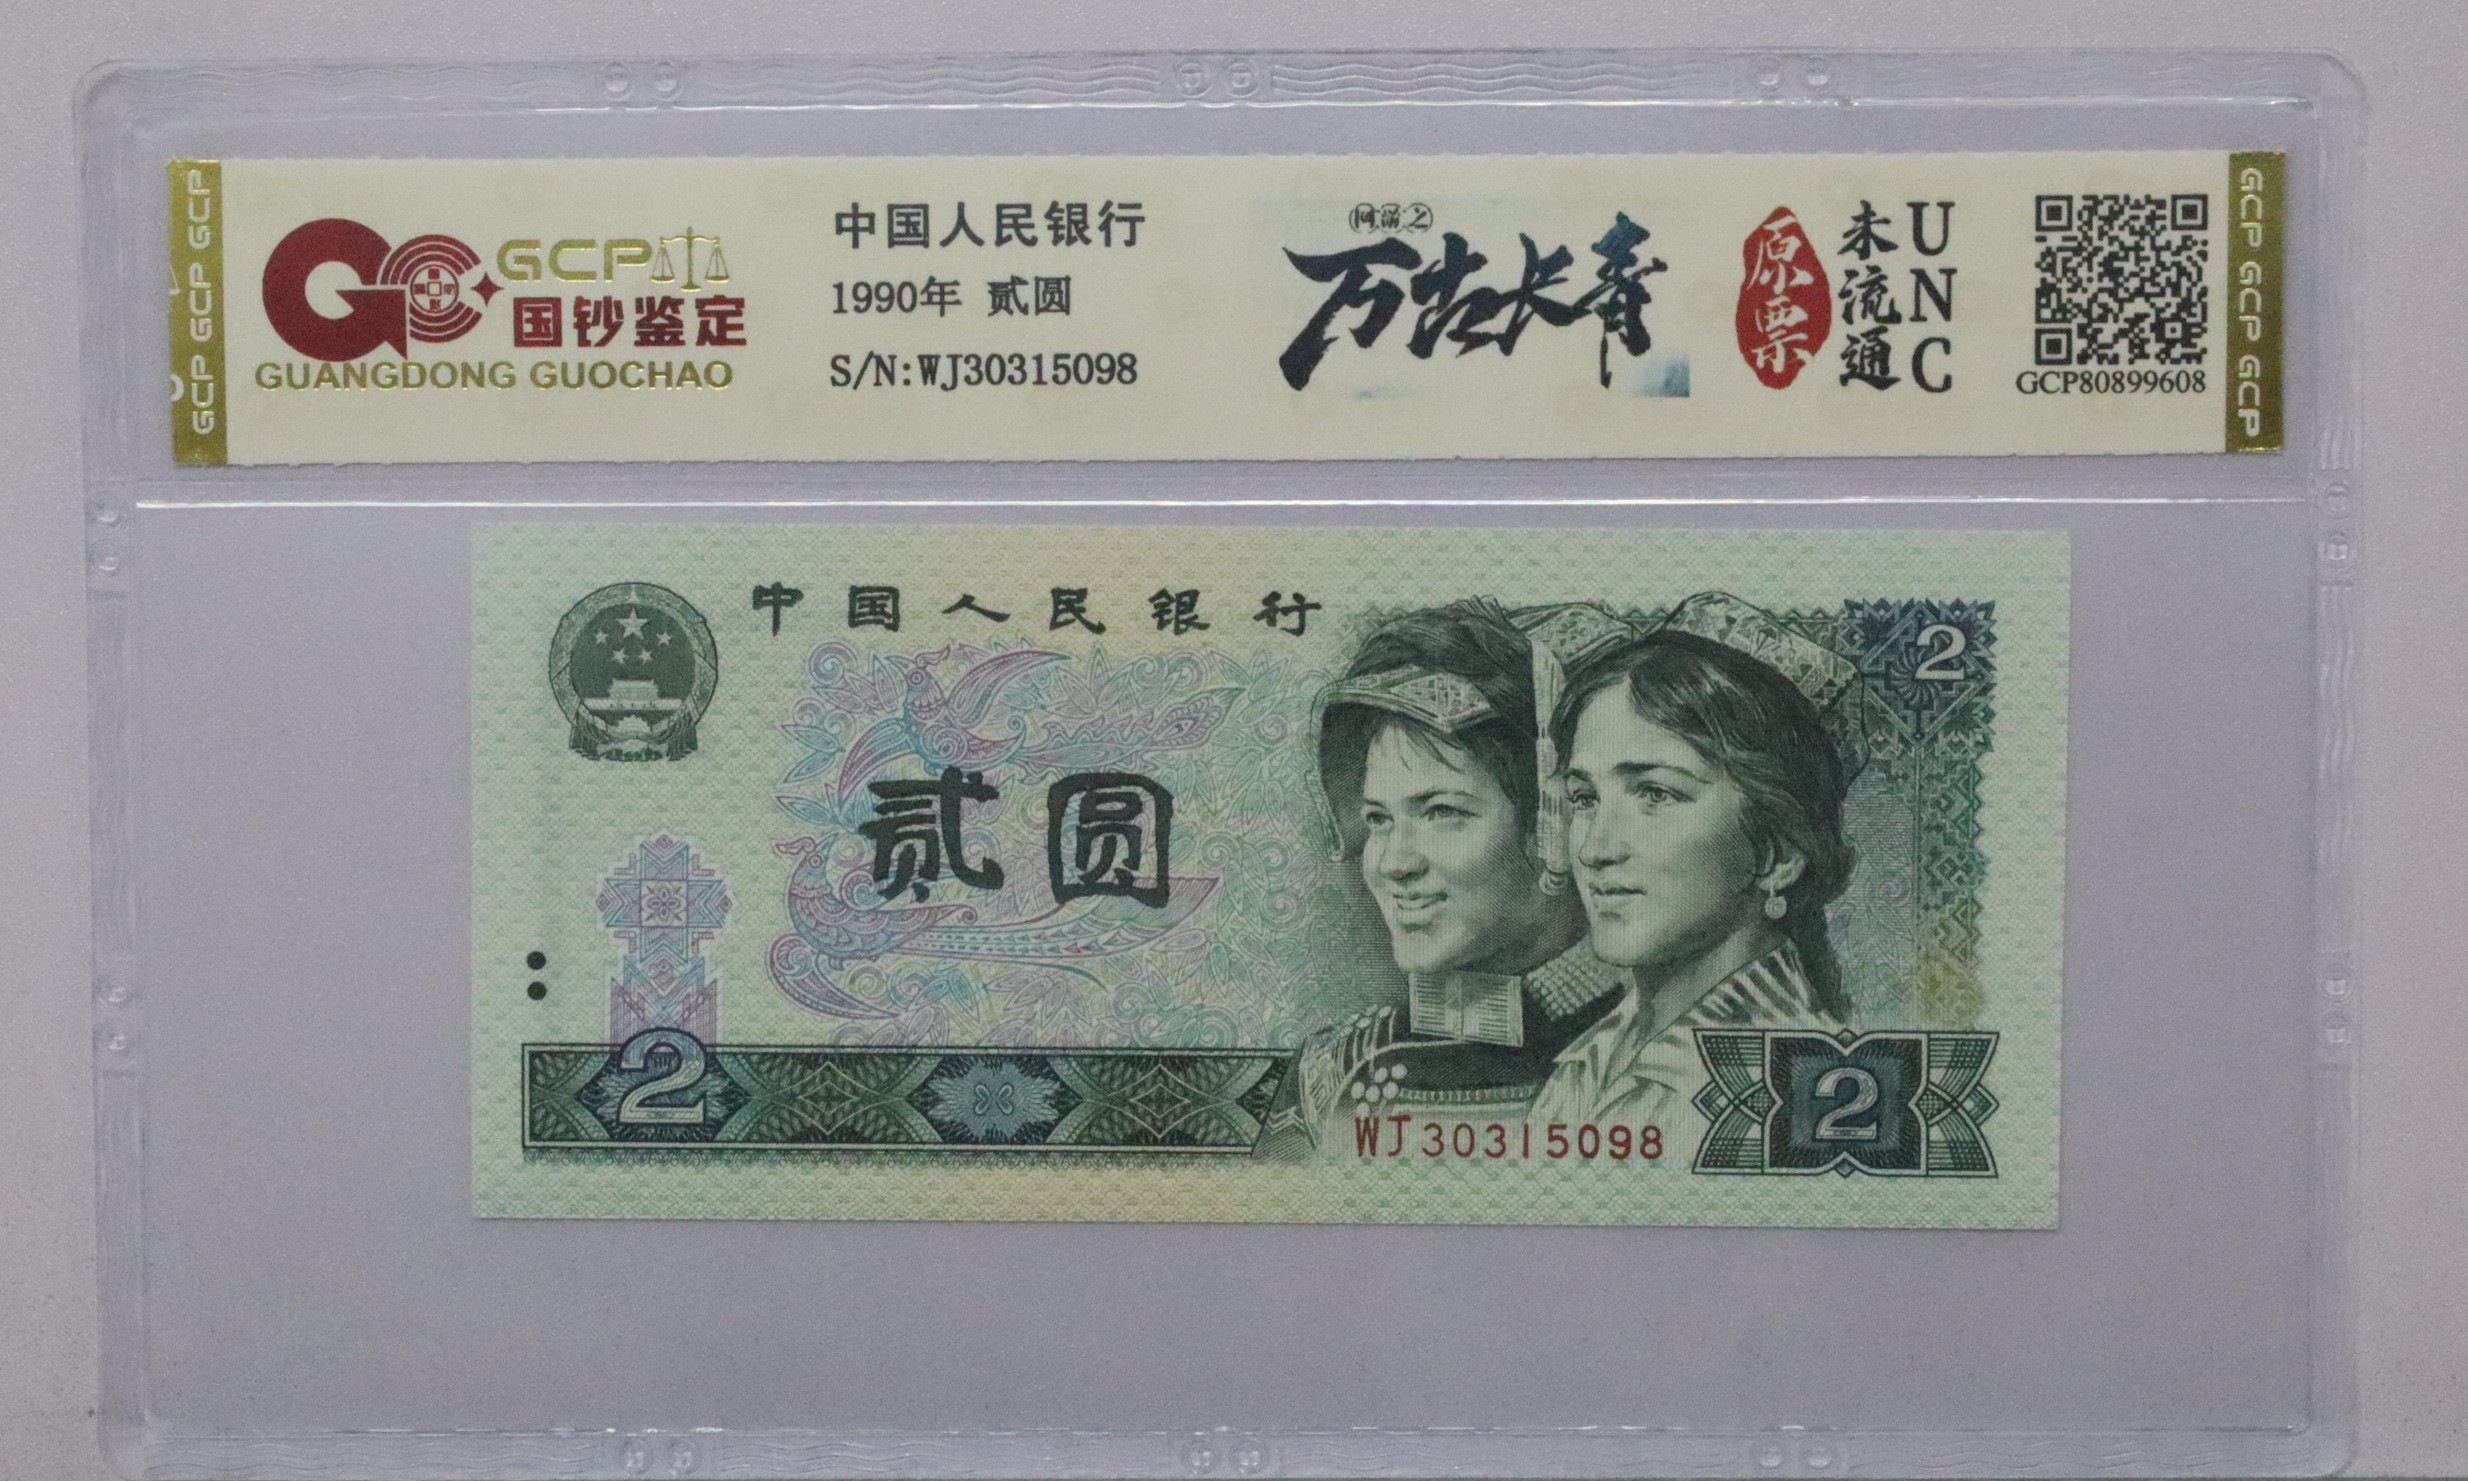 GCP GCP GCP
GCP
国钞鉴定
GUANGDONG GUOCHAO
中国人民银行
1990年 贰圆
S/N:WJ30315098
万古长青
原票
未流通
UNC
GCP80899608
GCP GCP GCP
中国人民银行
2
贰圆
2
WJ30315098
2